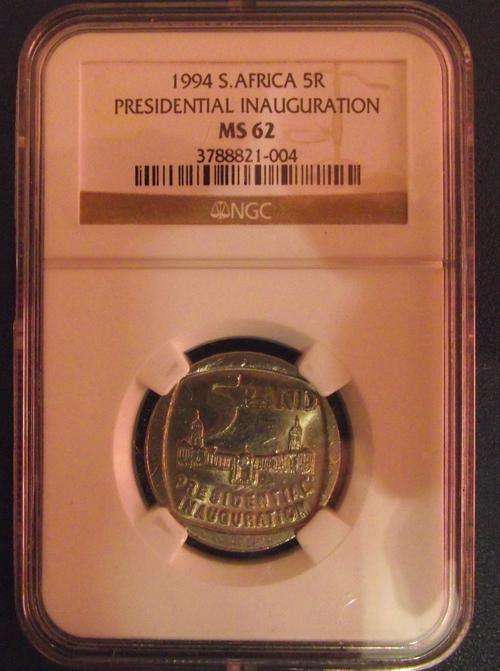 1994 S.AFRICA 5R
PRESIDENTIAL INAUGURATION
MS 62
3788821-004
NGC
5 RAND
PRESIDENTIAL
INAUGURATION